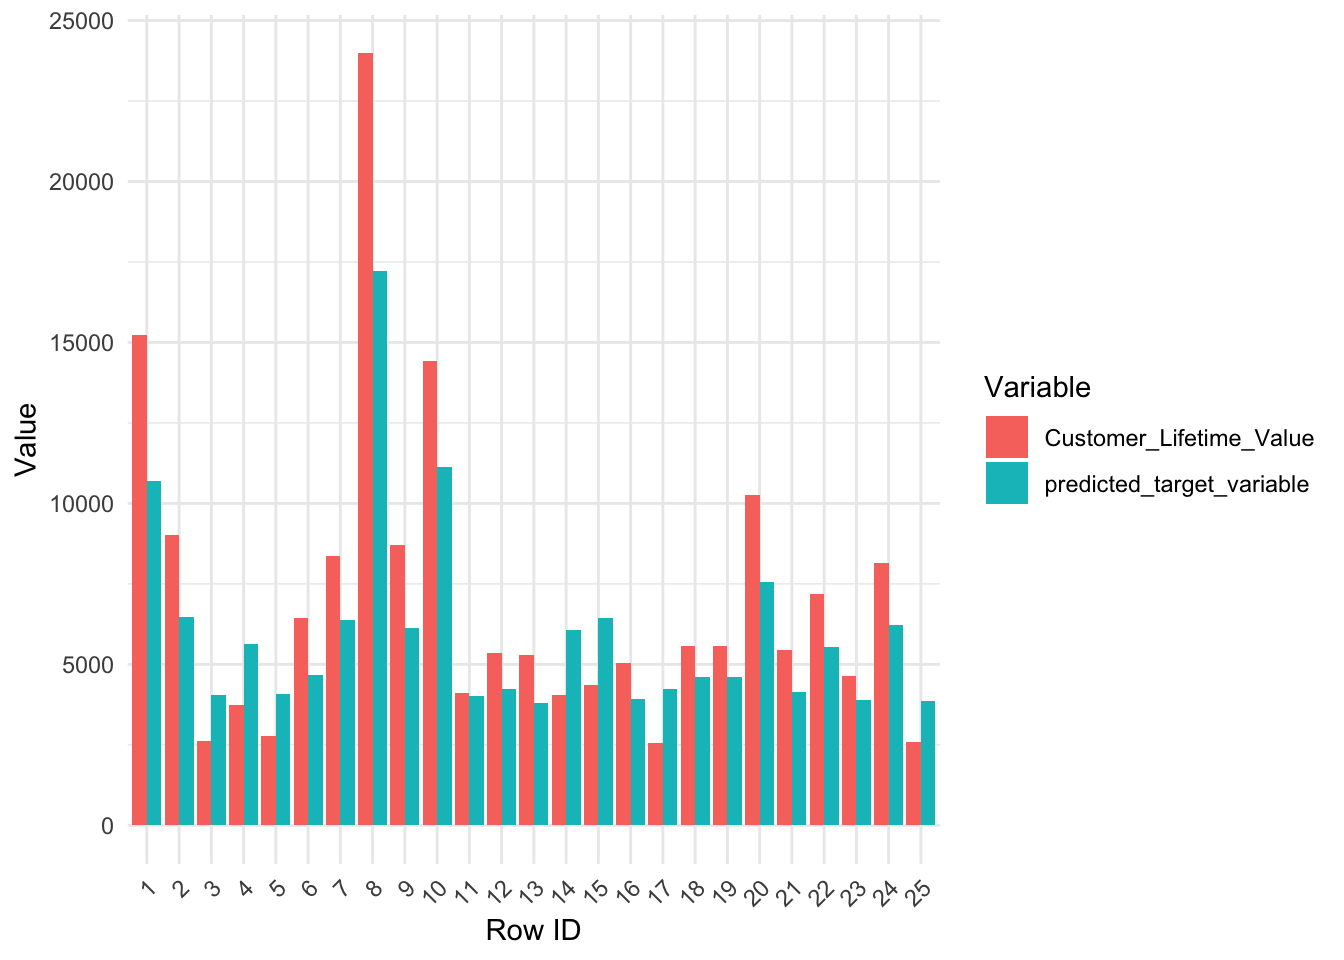 25000
20000
15000
10000
5000
0
Value
1 2 3 4 5 6 7 8 9 10 11 12 13 14 15 16 17 18 19 20 21 22 23 24 25
Row ID
Variable
Customer_Lifetime_Value
predicted_target_variable